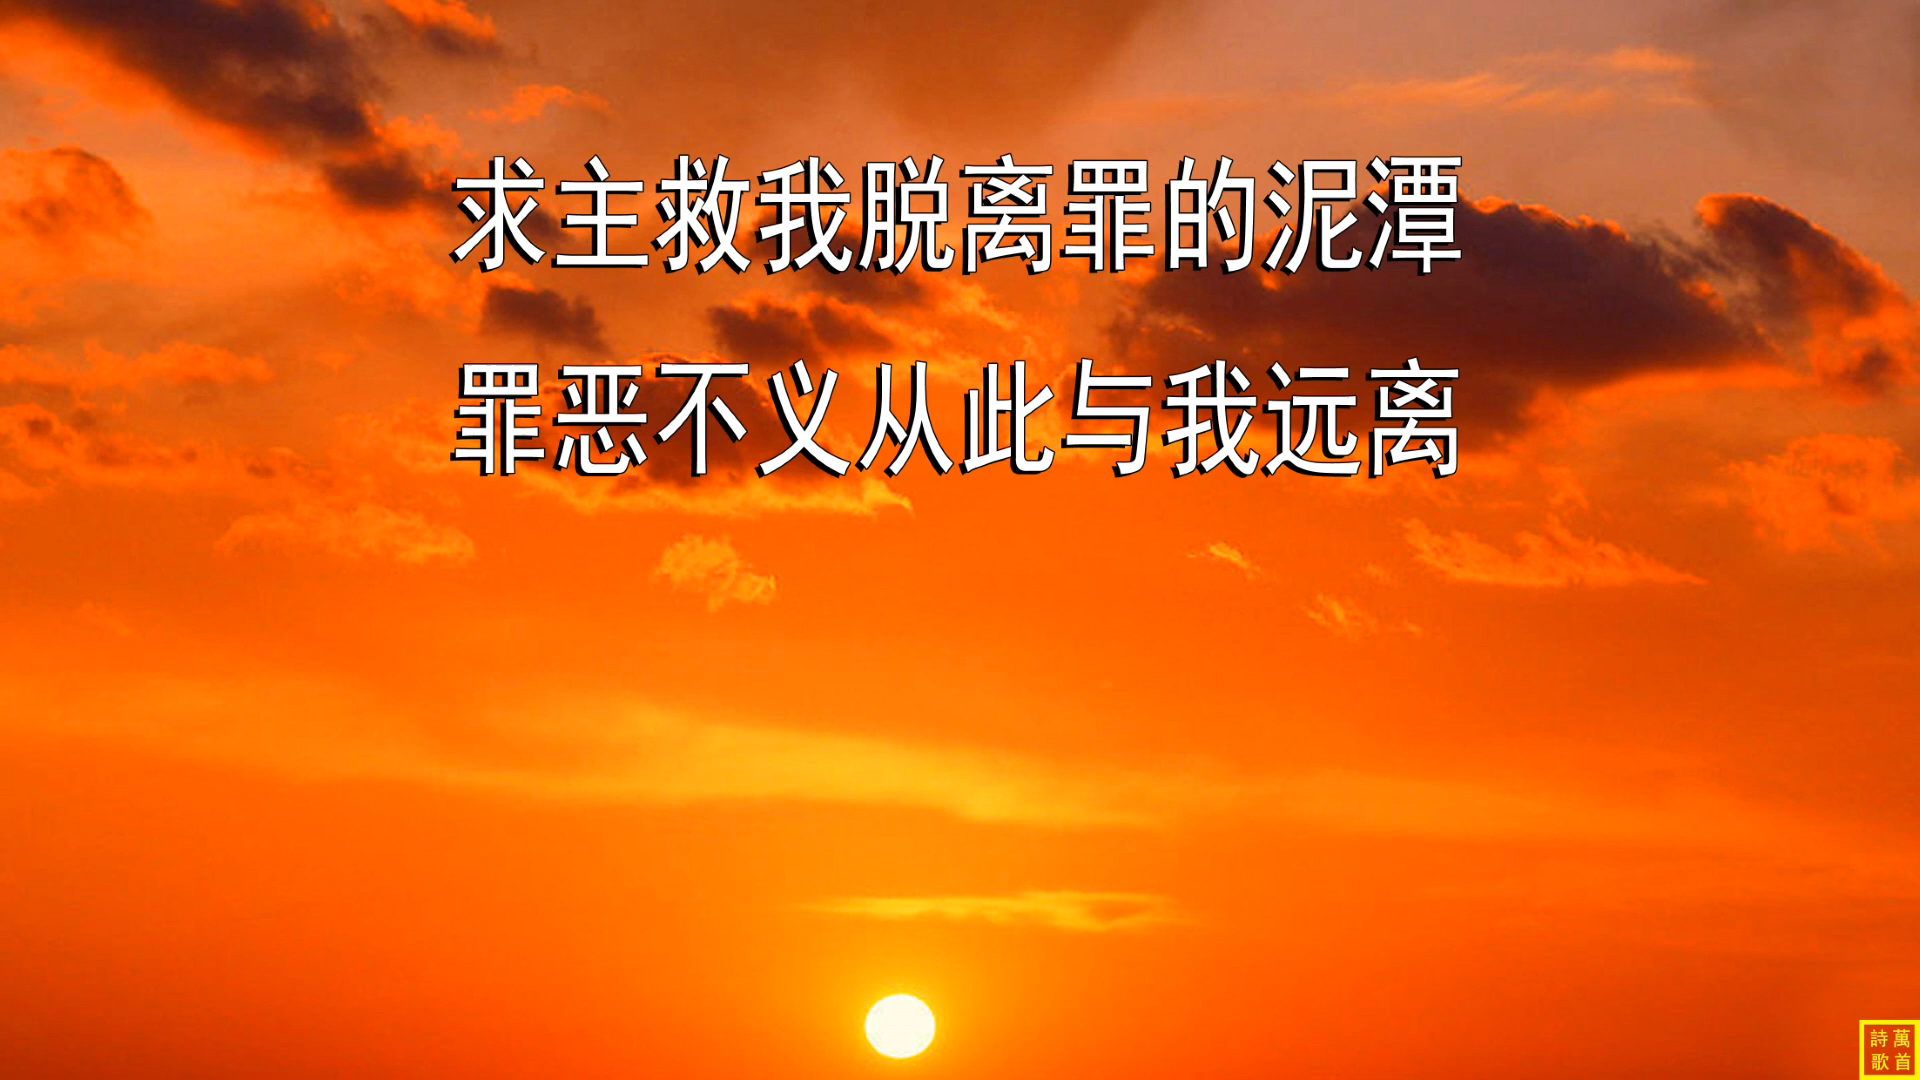 求主救我脱离罪的泥潭
罪恶不义从此与我远离
萬首
詩歌